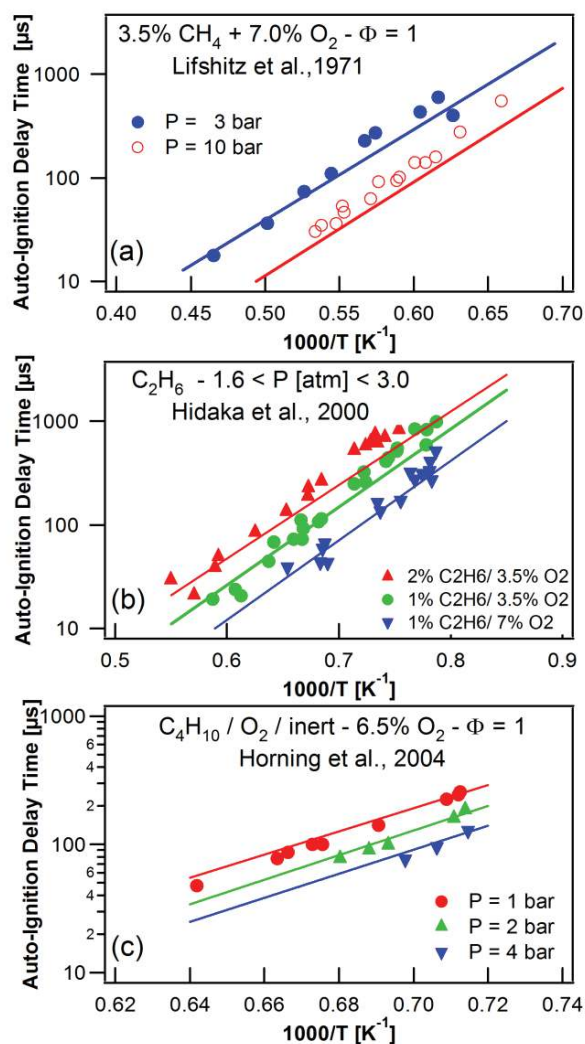 3.5% CH4 + 7.0% O2 - Φ = 1
Lifshitz et al.,1971
P = 3 bar
P = 10 bar
(a)
Auto-Ignition Delay Time [µs]
1000
100
10
0.40 0.45 0.50 0.55 0.60 0.65 0.70
1000/T [K-1]
C2H6 - 1.6 < P [atm] < 3.0
Hidaka et al., 2000
2% C2H6/ 3.5% O2
1% C2H6/ 3.5% O2
1% C2H6/ 7% O2
(b)
Auto-Ignition Delay Time [µs]
1000
100
10
0.5 0.6 0.7 0.8 0.9
1000/T [K-1]
C4H10 / O2 / inert - 6.5% O2 - Φ = 1
Horning et al., 2004
P = 1 bar
P = 2 bar
P = 4 bar
(c)
Auto-Ignition Delay Time [µs]
1000
8
6
4
2
100
8
6
4
2
10
0.62 0.64 0.66 0.68 0.70 0.72 0.74
1000/T [K-1]